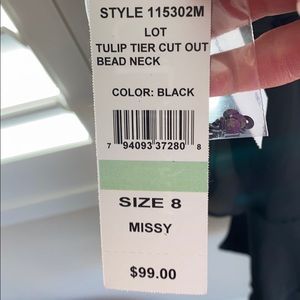 STYLE 115302M
LOT
TULIP TIER CUT OUT
BEAD NECK
COLOR: BLACK
7 94093 37280 8
SIZE 8
MISSY
$99.00